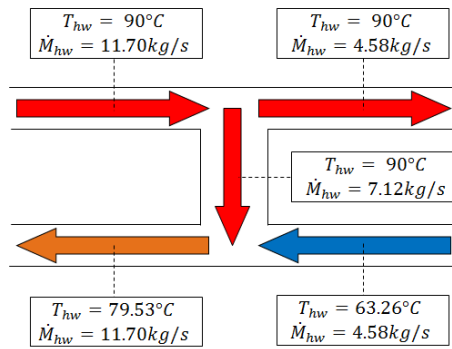 T_hw = 90°C
Ṁ_hw = 11.70kg/s
T_hw = 90°C
Ṁ_hw = 4.58kg/s
T_hw = 90°C
Ṁ_hw = 7.12kg/s
T_hw = 79.53°C
Ṁ_hw = 11.70kg/s
T_hw = 63.26°C
Ṁ_hw = 4.58kg/s